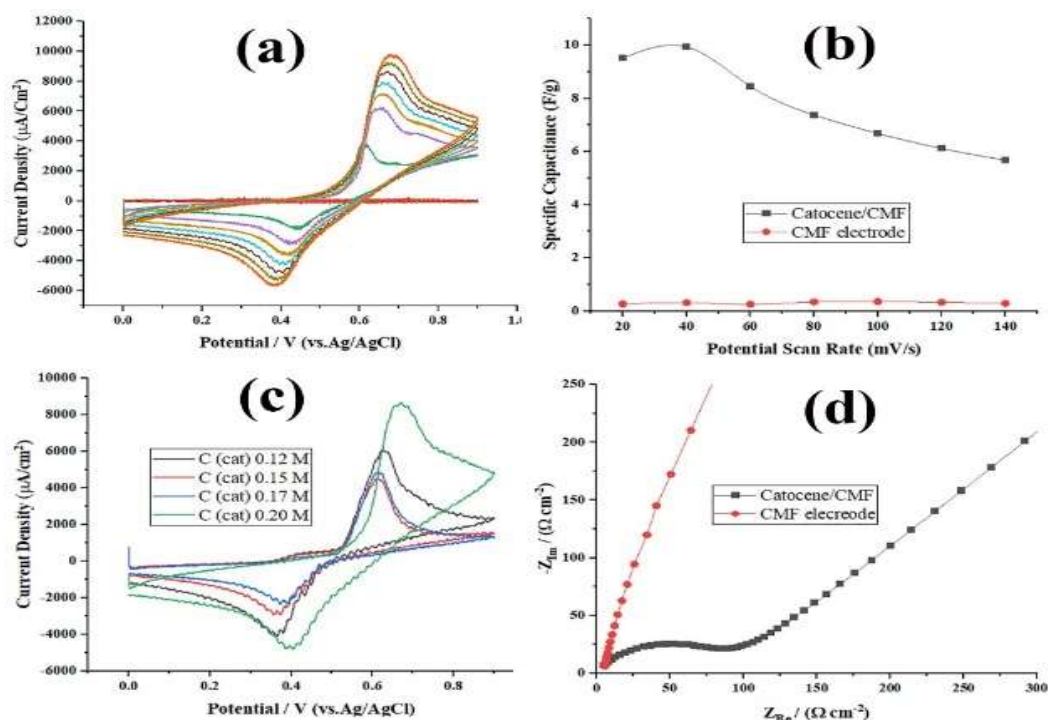 (a)
Current Density (µA/Cm²)
12000
10000
8000
6000
4000
2000
0
-2000
-4000
-6000
0.0 0.2 0.4 0.6 0.8 1.0
Potential / V (vs.Ag/AgCl)
(b)
Specific Capacitance (F/g)
10
8
6
4
2
0
Catocene/CMF
CMF electrode
20 40 60 80 100 120 140
Potential Scan Rate (mV/s)
(c)
Current Density (µA/cm²)
10000
8000
6000
4000
2000
0
-2000
-4000
-6000
C (cat) 0.12 M
C (cat) 0.15 M
C (cat) 0.17 M
C (cat) 0.20 M
0.0 0.2 0.4 0.6 0.8
Potential / V (vs.Ag/AgCl)
(d)
-Z_Im / (Ω cm⁻²)
250
200
150
100
50
0
Catocene/CMF
CMF elecreode
0 50 100 150 200 250 300
Z_Re / (Ω cm⁻²)